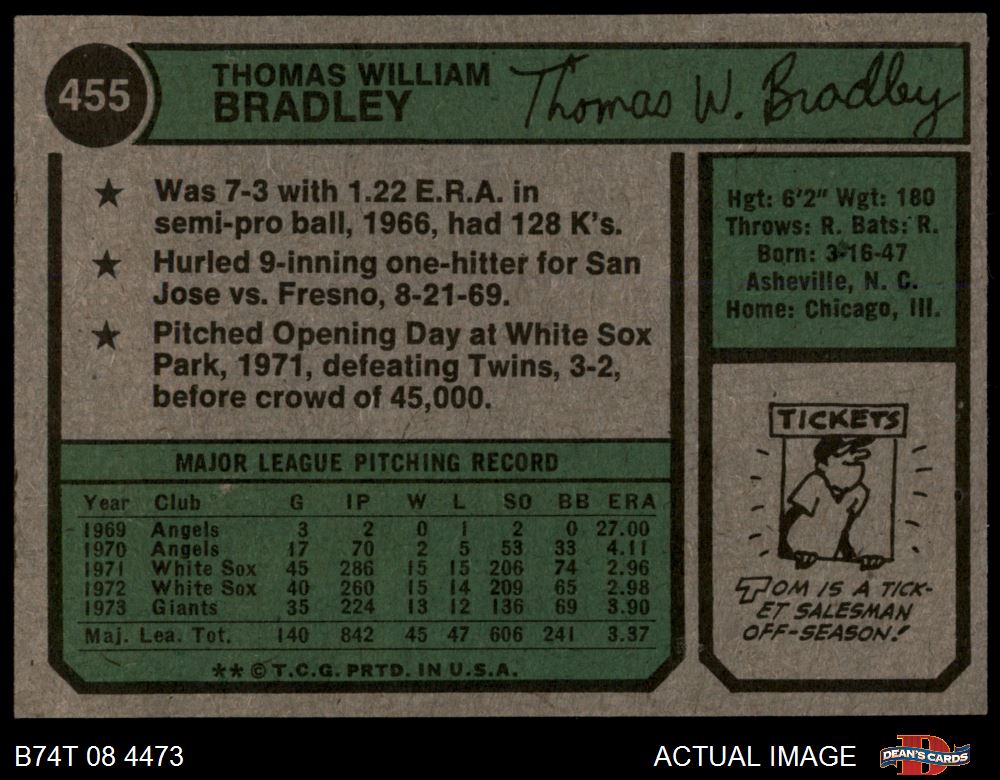 455
THOMAS WILLIAM
BRADLEY
Thomas W. Bradley
★ Was 7-3 with 1.22 E.R.A. in
semi-pro ball, 1966, had 128 K's.
★ Hurled 9-inning one-hitter for San
Jose vs. Fresno, 8-21-69.
★ Pitched Opening Day at White Sox
Park, 1971, defeating Twins, 3-2,
before crowd of 45,000.
Hgt: 6'2" Wgt: 180
Throws: R. Bats: R.
Born: 3-16-47
Asheville, N. C.
Home: Chicago, Ill.
MAJOR LEAGUE PITCHING RECORD
Year Club G IP W L SO BB ERA
1969 Angels 3 2 0 1 2 0 27.00
1970 Angels 17 70 2 5 53 33 4.11
1971 White Sox 45 286 15 15 206 74 2.96
1972 White Sox 40 260 15 14 209 65 2.98
1973 Giants 35 224 13 12 136 69 3.90
Maj. Lea. Tot. 140 842 45 47 606 241 3.37
** © T.C.G. PRTD. IN U.S.A.
TICKETS
TOM IS A TICK-
ET SALESMAN
OFF-SEASON!
B74T 08 4473
ACTUAL IMAGE
DEAN'S CARDS